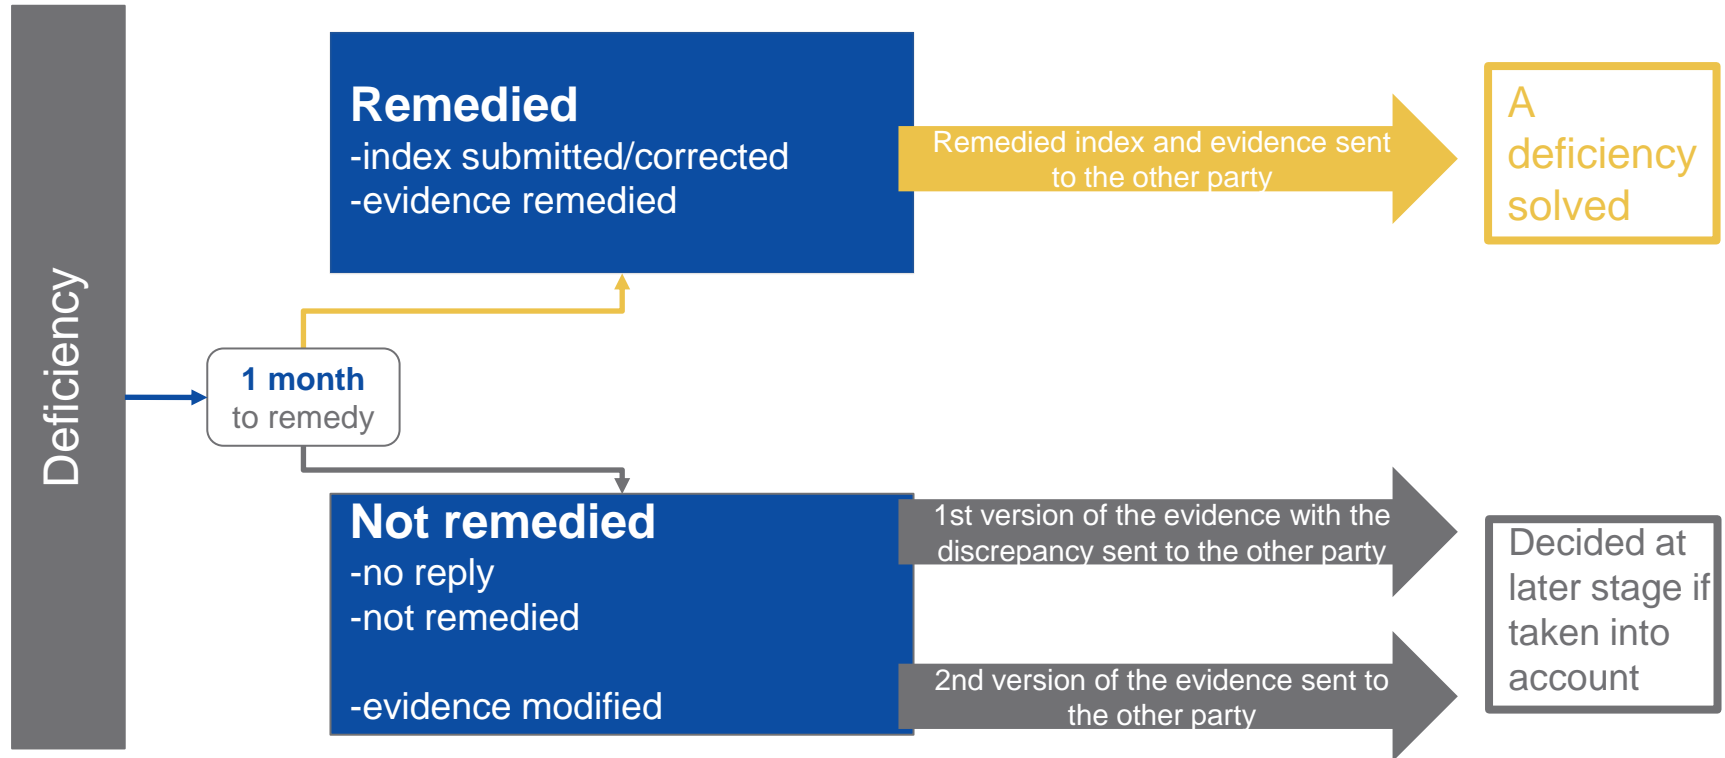 Deficiency
1 month
to remedy
Remedied
-index submitted/corrected
-evidence remedied
Remedied index and evidence sent
to the other party
A
deficiency
solved
Not remedied
-no reply
-not remedied
-evidence modified
1st version of the evidence with the
discrepancy sent to the other party
2nd version of the evidence sent to
the other party
Decided at
later stage if
taken into
account